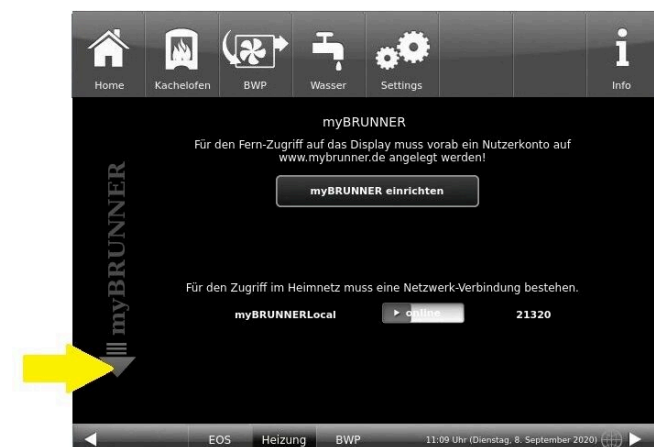 Home Kachelofen BWP Wasser Settings Info
myBRUNNER
Für den Fern-Zugriff auf das Display muss vorab ein Nutzerkonto auf
www.mybrunner.de angelegt werden!
myBRUNNER einrichten
myBRUNNER
Für den Zugriff im Heimnetz muss eine Netzwerk-Verbindung bestehen.
myBRUNNERLocal online 21320
EOS Heizung BWP 11:09 Uhr (Dienstag, 8. September 2020)